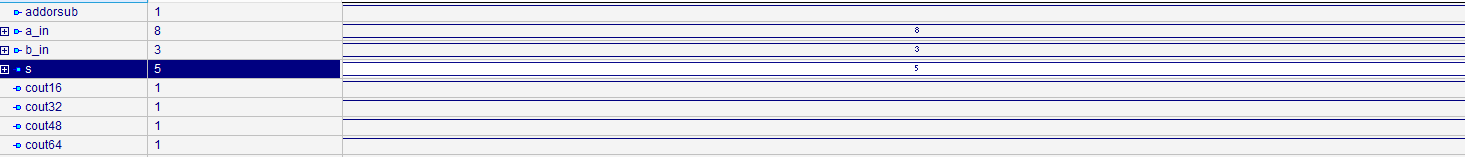 addorsub 1
a_in 8 8
b_in 3 3
s 5 5
cout16 1
cout32 1
cout48 1
cout64 1